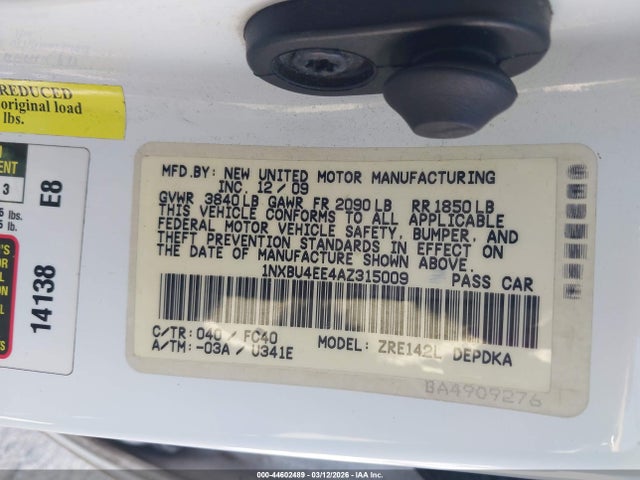 REDUCED
original load
lbs.
3
lbs.
lbs.
14138 E8
MFD.BY: NEW UNITED MOTOR MANUFACTURING
INC. 12/09
GVWR 3840LB GAWR FR 2090LB RR1850LB
THIS VEHICLE CONFORMS TO ALL APPLICABLE
FEDERAL MOTOR VEHICLE SAFETY, BUMPER, AND
THEFT PREVENTION STANDARDS IN EFFECT ON
THE DATE OF MANUFACTURE SHOWN ABOVE.
1NXBU4EE4AZ315009 PASS CAR
C/TR: 040 / FC40 MODEL: ZRE142L DEPDKA
A/TM: -03A / U341E
BA4909276
000-44602489 - 03/12/2026 - IAA Inc.